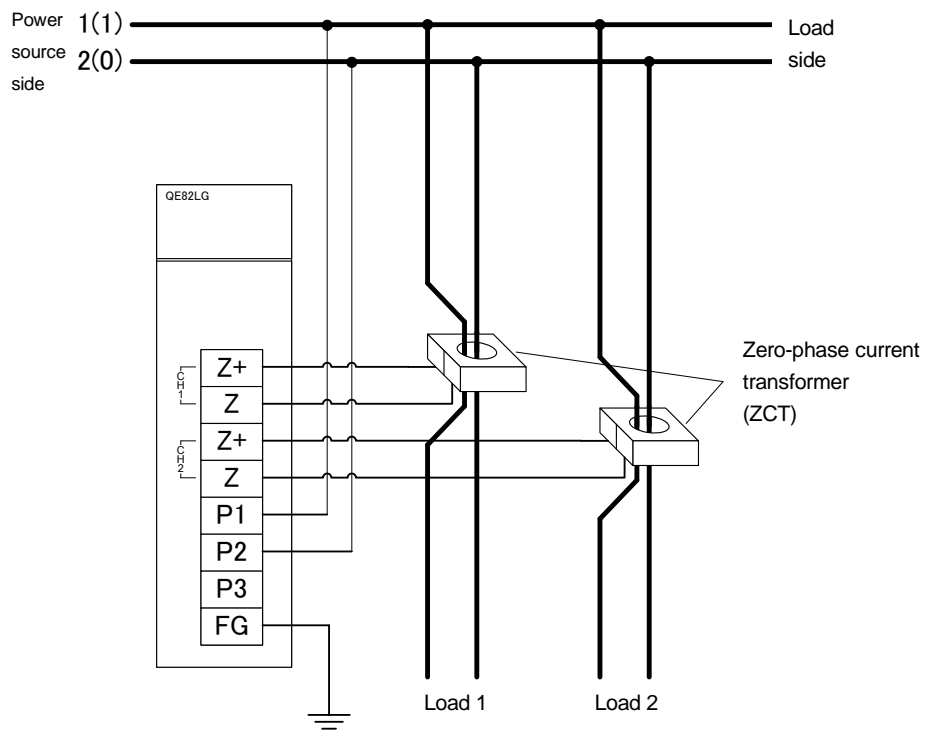 Power
source
side
1(1)
2(0)
Load
side
QE82LG
CH1
Z+
Z
CH2
Z+
Z
P1
P2
P3
FG
Zero-phase current
transformer
(ZCT)
Load 1
Load 2